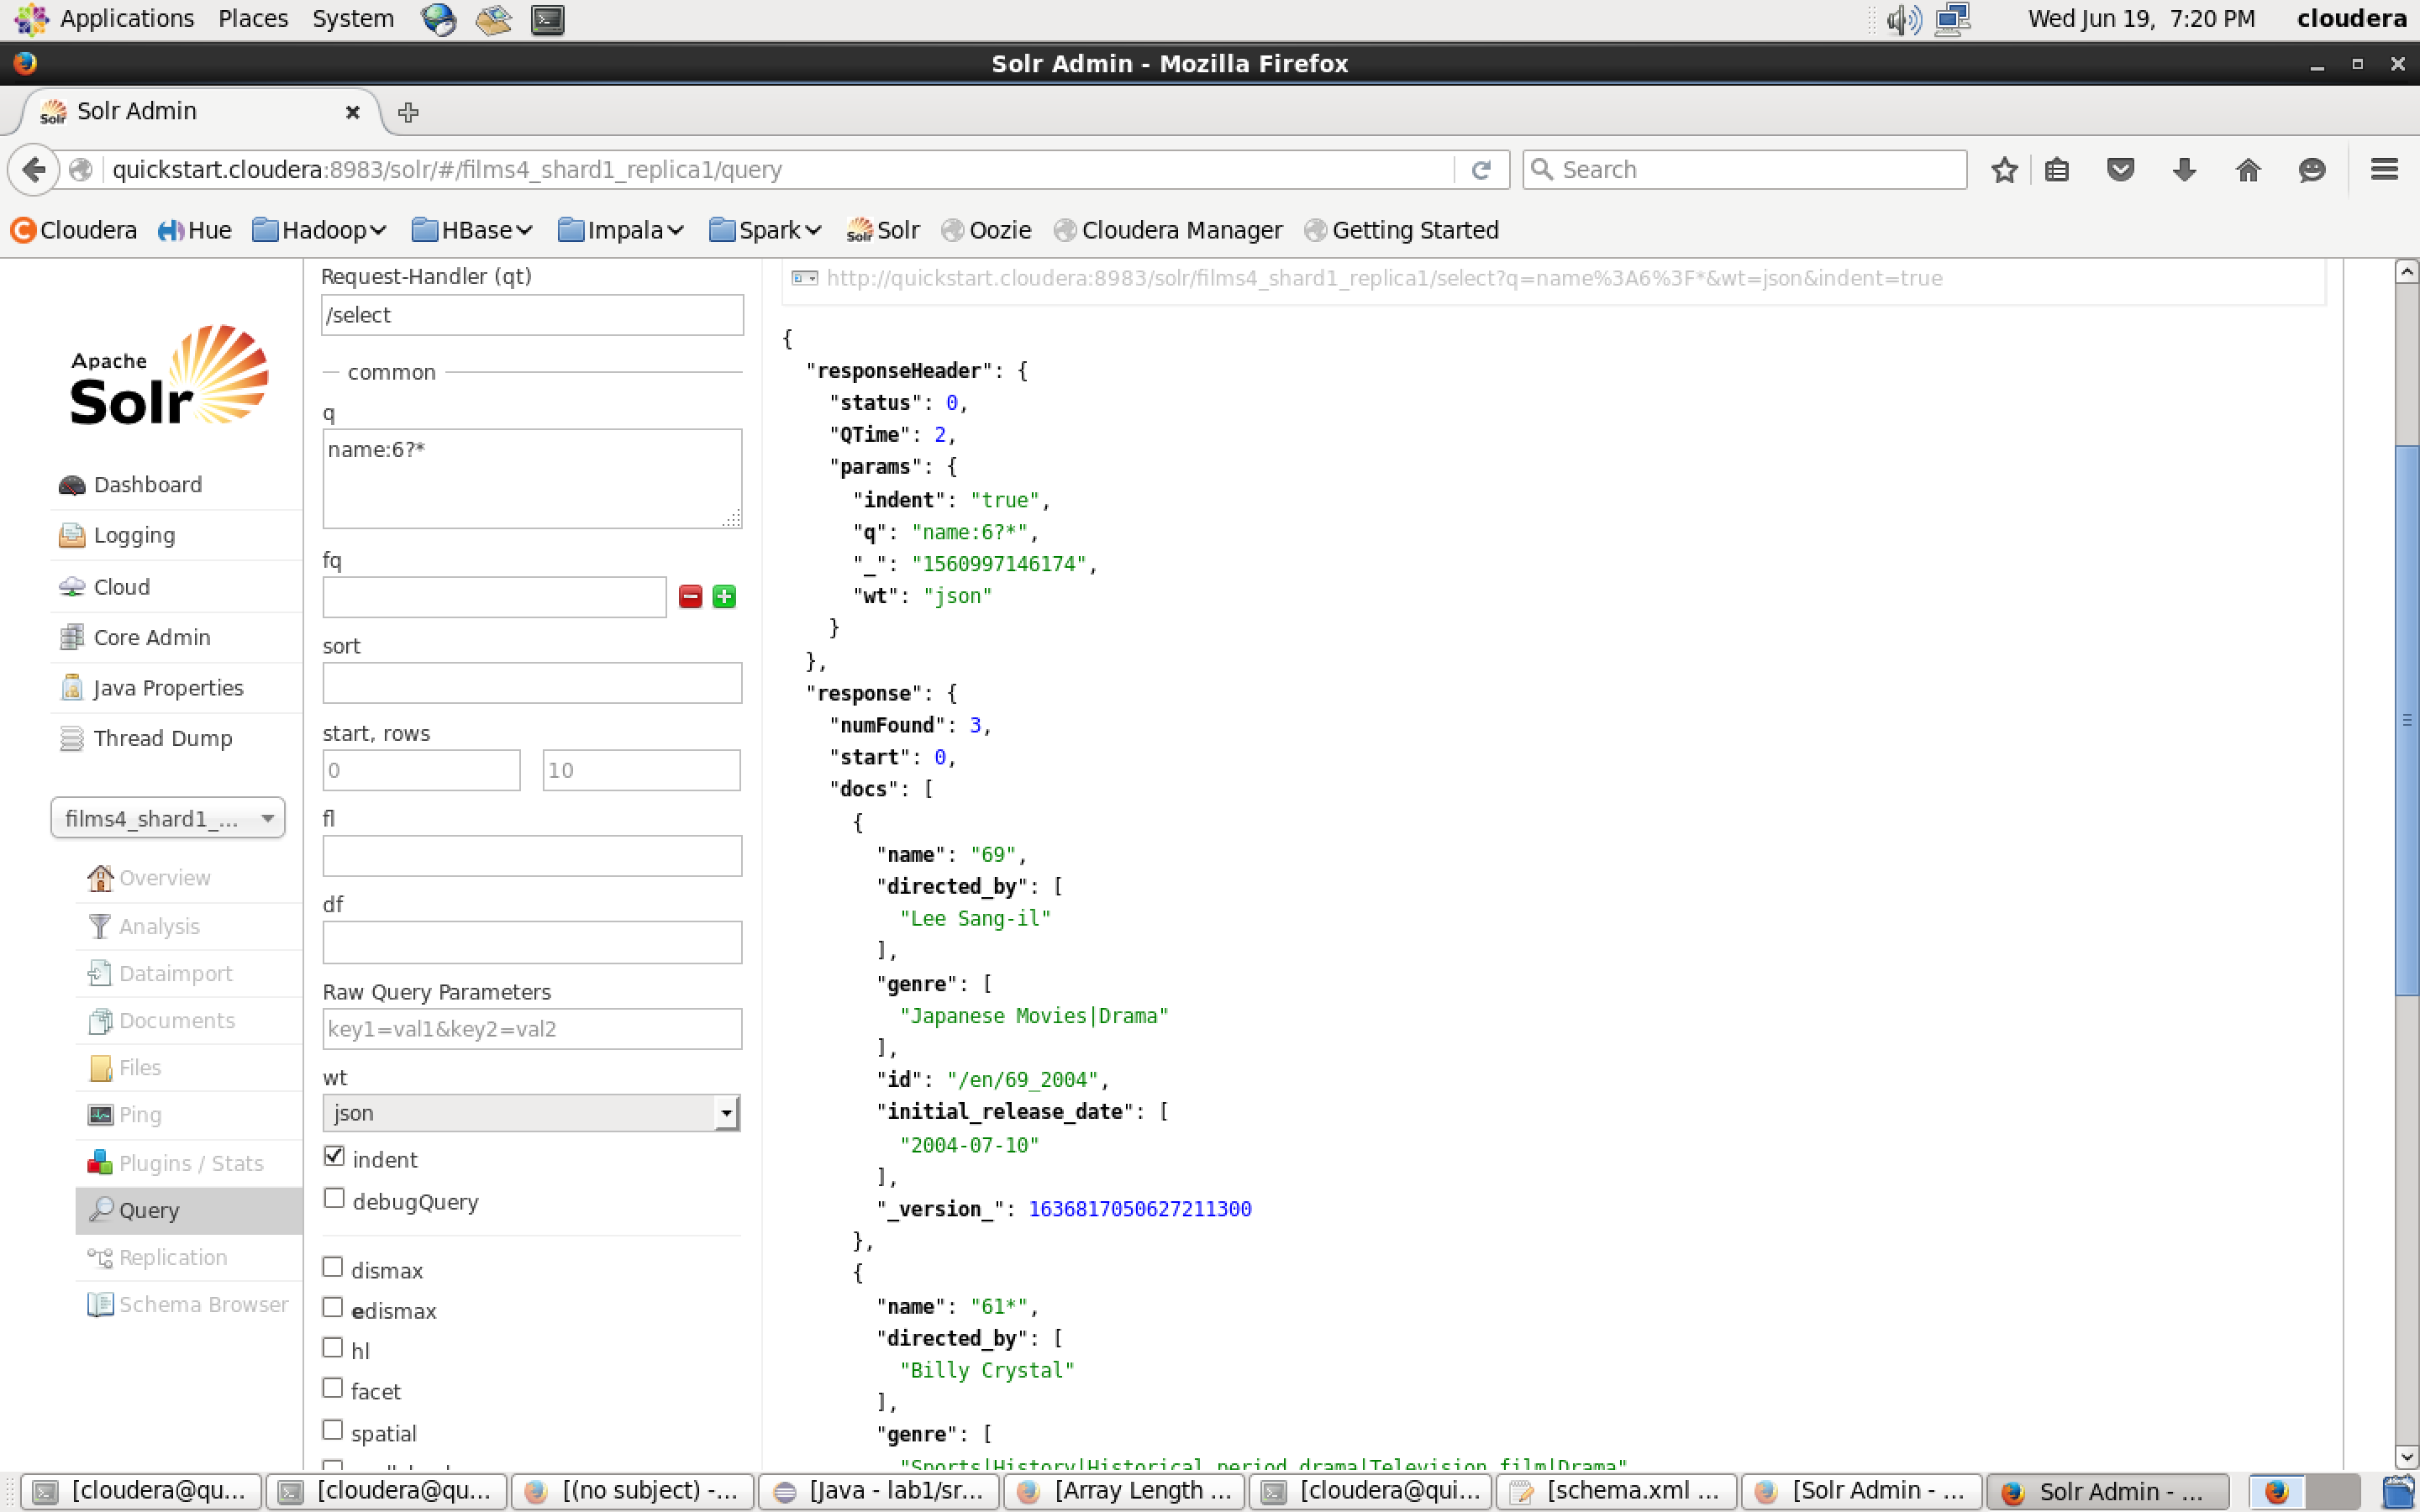 Applications Places System Wed Jun 19, 7:20 PM cloudera
Solr Admin - Mozilla Firefox
Solr Admin
quickstart.cloudera:8983/solr/#/films4_shard1_replica1/query Search
Cloudera Hue Hadoop HBase Impala Spark Solr Oozie Cloudera Manager Getting Started
Apache
Solr
Dashboard
Logging
Cloud
Core Admin
Java Properties
Thread Dump
films4_shard1_...
Overview
Analysis
Dataimport
Documents
Files
Ping
Plugins / Stats
Query
Replication
Schema Browser
Request-Handler (qt)
/select
common
q
name:6?*
fq
sort
start, rows
0 10
fl
df
Raw Query Parameters
key1=val1&key2=val2
wt
json
indent
debugQuery
dismax
edismax
hl
facet
spatial
http://quickstart.cloudera:8983/solr/films4_shard1_replica1/select?q=name%3A6%3F*&wt=json&indent=true
{
"responseHeader": {
"status": 0,
"QTime": 2,
"params": {
"indent": "true",
"q": "name:6?*",
"_": "1560997146174",
"wt": "json"
}
},
"response": {
"numFound": 3,
"start": 0,
"docs": [
{
"name": "69",
"directed_by": [
"Lee Sang-il"
],
"genre": [
"Japanese Movies|Drama"
],
"id": "/en/69_2004",
"initial_release_date": [
"2004-07-10"
],
"_version_": 1636817050627211300
},
{
"name": "61*",
"directed_by": [
"Billy Crystal"
],
"genre": [
"Sports|History|Historical period drama|Television film|Drama"
[cloudera@qu... [cloudera@qu... [(no subject) -... [Java - lab1/sr... [Array Length ... [cloudera@qui... [schema.xml ... [Solr Admin - ... Solr Admin - ...